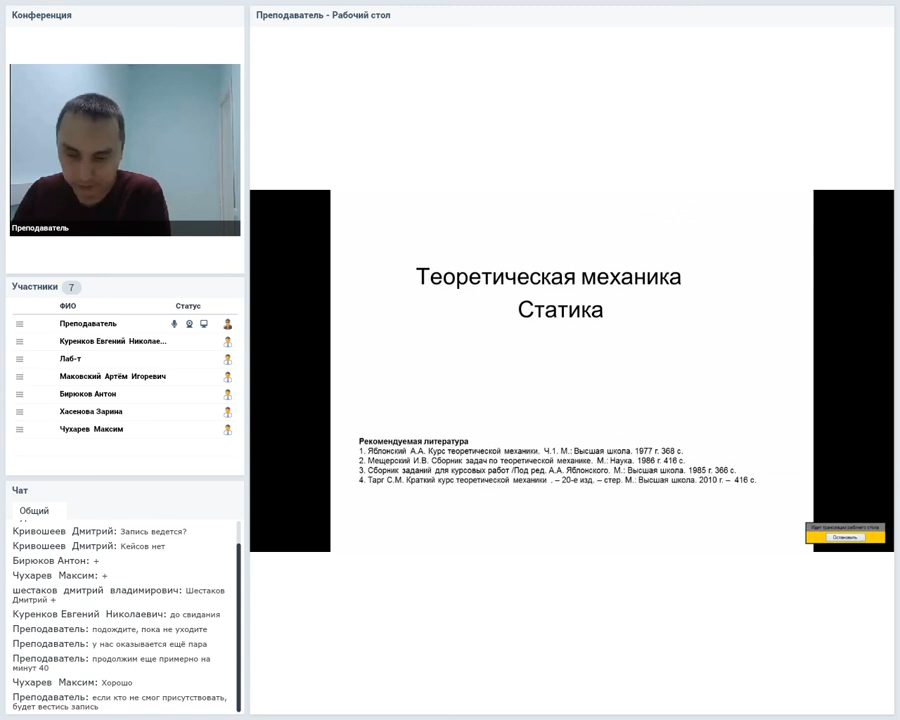 Конференция
Преподаватель
Участники 7
ФИО Статус
Преподаватель
Куренков Евгений Николае...
Лаб-т
Маковский Артём Игоревич
Бирюков Антон
Хасенова Зарина
Чухарев Максим
Чат
Общий
Кривошеев Дмитрий: Запись ведется?
Кривошеев Дмитрий: Кейсов нет
Бирюков Антон: +
Чухарев Максим: +
шестаков дмитрий владимирович: Шестаков
Дмитрий +
Куренков Евгений Николаевич: до свидания
Преподаватель: подождите, пока не уходите
Преподаватель: у нас оказывается ещё пара
Преподаватель: продолжим еще примерно на
минут 40
Чухарев Максим: Хорошо
Преподаватель: если кто не смог присутствовать,
будет вестись запись
Преподаватель - Рабочий стол
Теоретическая механика
Статика
Рекомендуемая литература
1. Яблонский А.А. Курс теоретической механики. Ч.1. М.: Высшая школа. 1977 г. 368 с.
2. Мещерский И.В. Сборник задач по теоретической механике. М.: Наука. 1986 г. 416 с.
3. Сборник заданий для курсовых работ /Под ред. А.А. Яблонского. М.: Высшая школа. 1985 г. 366 с.
4. Тарг С.М. Краткий курс теоретической механики . – 20-е изд. – стер. М.: Высшая школа. 2010 г. – 416 с.
Идет трансляция рабочего стола
Остановить